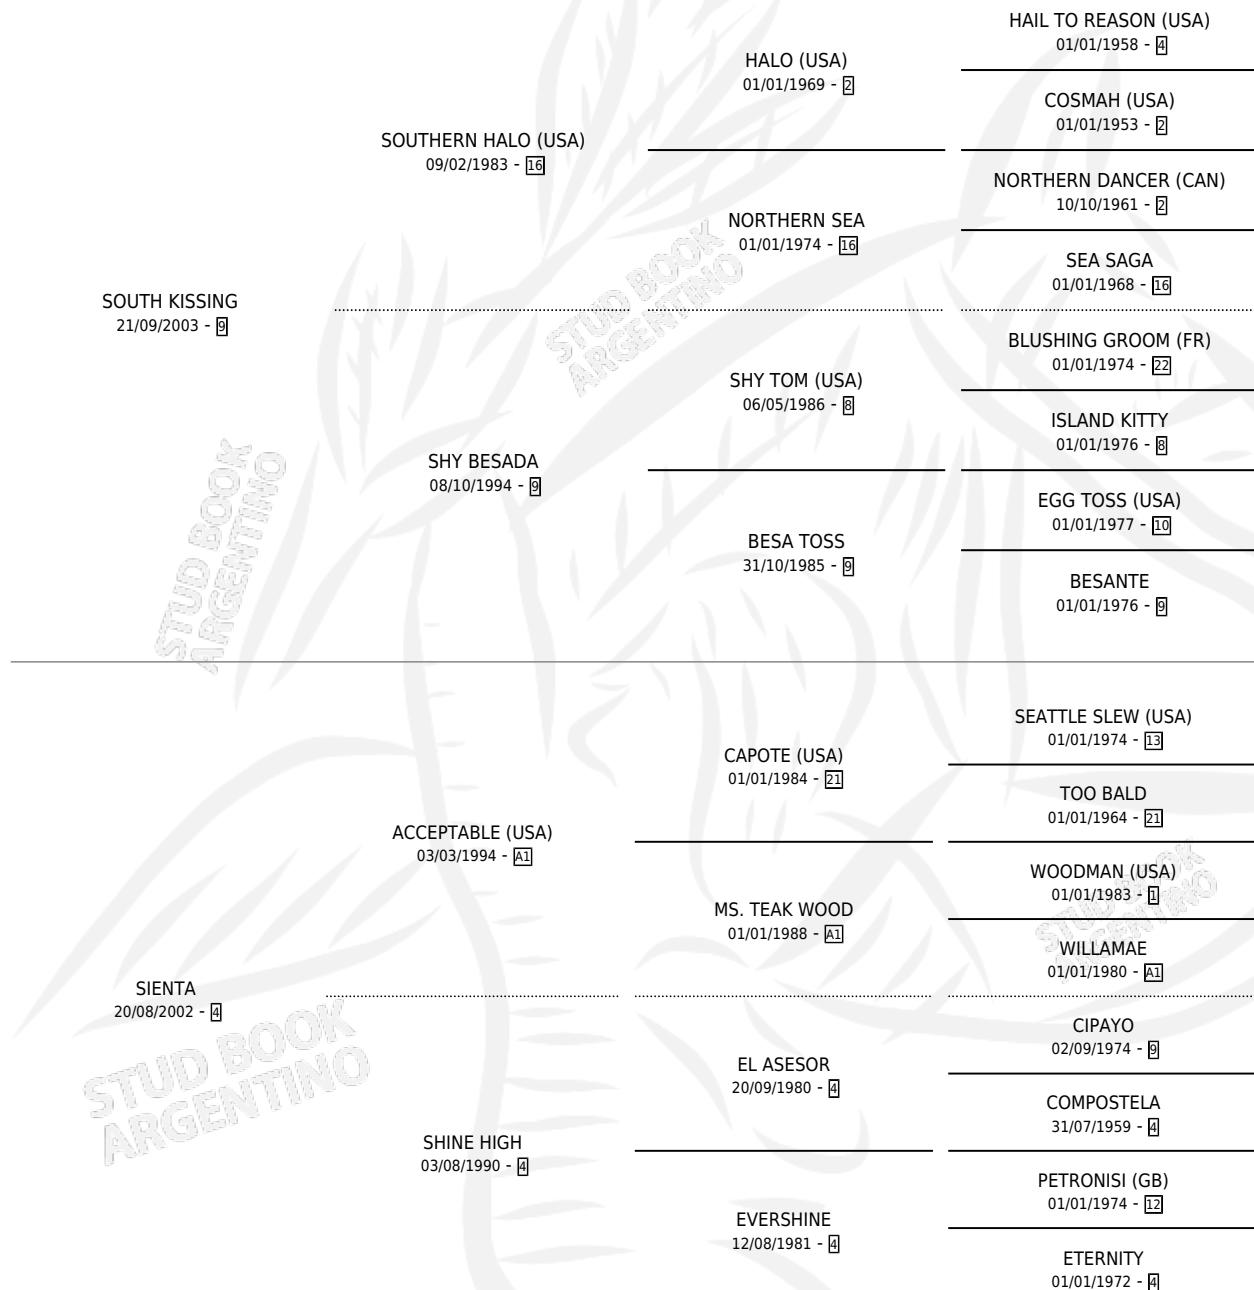 HAIL TO REASON (USA)
01/01/1958 - 4
HALO (USA)
01/01/1969 - 2
COSMAH (USA)
01/01/1953 - 2
SOUTHERN HALO (USA)
09/02/1983 - 16
NORTHERN DANCER (CAN)
10/10/1961 - 2
NORTHERN SEA
01/01/1974 - 16
SEA SAGA
01/01/1968 - 16
SOUTH KISSING
21/09/2003 - 9
STUD BOOK
ARGENTINO
BLUSHING GROOM (FR)
01/01/1974 - 22
SHY TOM (USA)
06/05/1986 - 8
ISLAND KITTY
01/01/1976 - 8
SHY BESADA
08/10/1994 - 9
EGG TOSS (USA)
01/01/1977 - 10
BESA TOSS
31/10/1985 - 9
BESANTE
01/01/1976 - 9
STUD BOOK
ARGENTINO
SEATTLE SLEW (USA)
01/01/1974 - 13
CAPOTE (USA)
01/01/1984 - 21
TOO BALD
01/01/1964 - 21
ACCEPTABLE (USA)
03/03/1994 - A1
WOODMAN (USA)
01/01/1983 - 1
MS. TEAK WOOD
01/01/1988 - A1
STUD BOOK
ARGENTINO
WILLAMAE
01/01/1980 - A1
SIENTA
20/08/2002 - 4
STUD BOOK
ARGENTINO
CIPAYO
02/09/1974 - 9
EL ASESOR
20/09/1980 - 4
COMPOSTELA
31/07/1959 - 4
SHINE HIGH
03/08/1990 - 4
PETRONISI (GB)
01/01/1974 - 12
EVERSHINE
12/08/1981 - 4
ETERNITY
01/01/1972 - 4